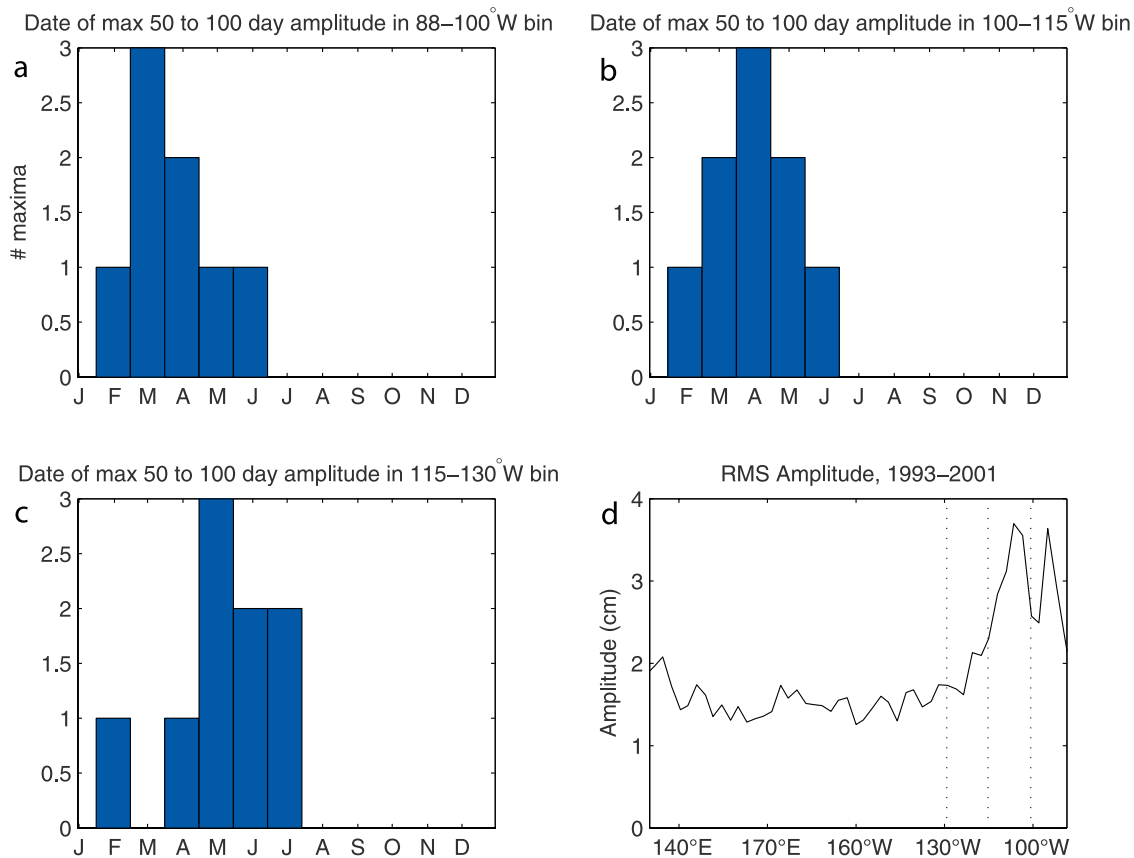 Date of max 50 to 100 day amplitude in 88−100°W bin
a
3
2.5
2
1.5
1
0.5
0
# maxima
J F M A M J J A S O N D
Date of max 50 to 100 day amplitude in 100−115°W bin
b
3
2.5
2
1.5
1
0.5
0
J F M A M J J A S O N D
Date of max 50 to 100 day amplitude in 115−130°W bin
c
3
2.5
2
1.5
1
0.5
0
J F M A M J J A S O N D
RMS Amplitude, 1993−2001
d
4
3
2
1
0
Amplitude (cm)
140°E 170°E 160°W 130°W 100°W